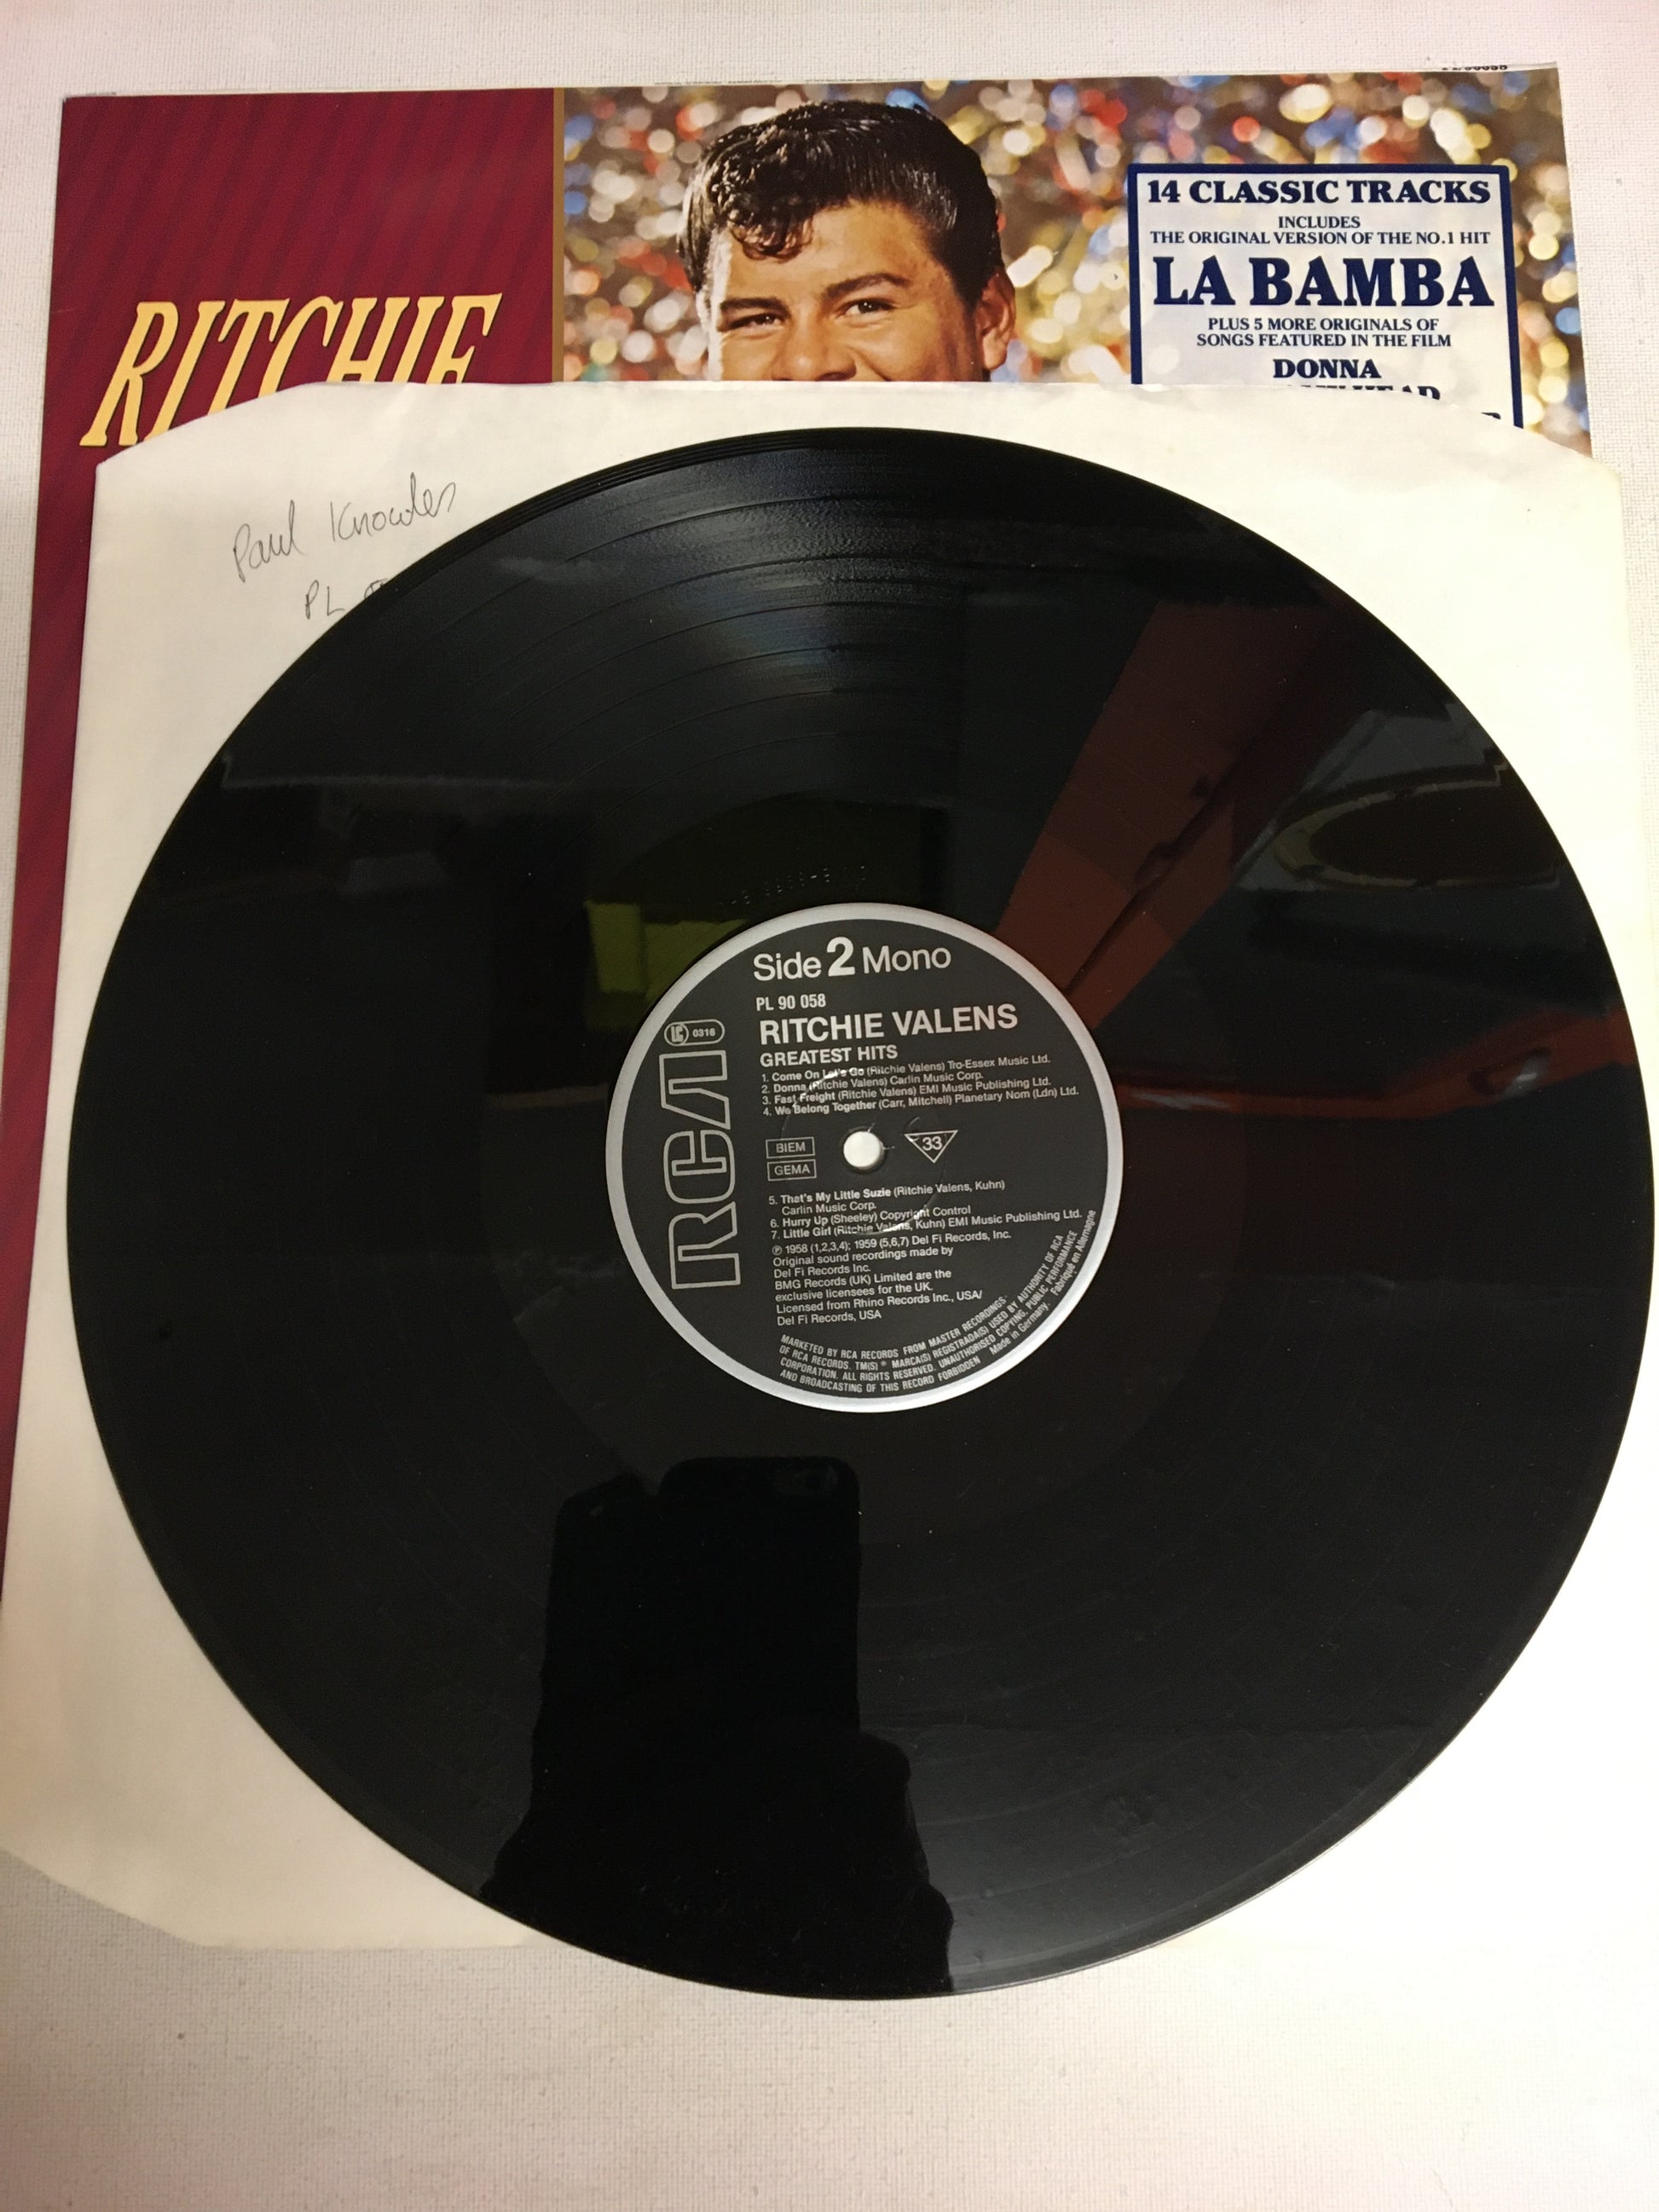 14 CLASSIC TRACKS
INCLUDES
THE ORIGINAL VERSION OF THE NO.1 HIT
LA BAMBA
PLUS 5 MORE ORIGINALS OF
SONGS FEATURED IN THE FILM
DONNA
RITCHIE
Paul Knowles
PL
Side 2 Mono
PL 90 058
RITCHIE VALENS
GREATEST HITS
LC 0316
RCA
1. Come On Let's Go (Ritchie Valens) Tro-Essex Music Ltd.
2. Donna (Ritchie Valens) Carlin Music Corp.
3. Fast Freight (Ritchie Valens) EMI Music Publishing Ltd.
4. We Belong Together (Carr, Mitchell) Planetary Nom (Ldn) Ltd.
BIEM
GEMA
33
5. That's My Little Suzie (Ritchie Valens, Kuhn)
Carlin Music Corp.
6. Hurry Up (Sheeley) Copyright Control
7. Little Girl (Ritchie Valens, Kuhn) EMI Music Publishing Ltd.
℗ 1958 (1,2,3,4); 1959 (5,6,7) Del Fi Records, Inc.
Original sound recordings made by
Del Fi Records Inc.
BMG Records (UK) Limited are the
exclusive licensees for the UK.
Licensed from Rhino Records Inc., USA/
Del Fi Records, USA
MARKETED BY RCA RECORDS FROM MASTER RECORDINGS.
OF RCA RECORDS. TM(S) ® MARCA(S) REGISTRADA(S) USED BY AUTHORITY OF RCA
CORPORATION. ALL RIGHTS RESERVED. UNAUTHORISED COPYING, PUBLIC PERFORMANCE
AND BROADCASTING OF THIS RECORD FORBIDDEN Made in Germany. Fabriqué en Allemagne